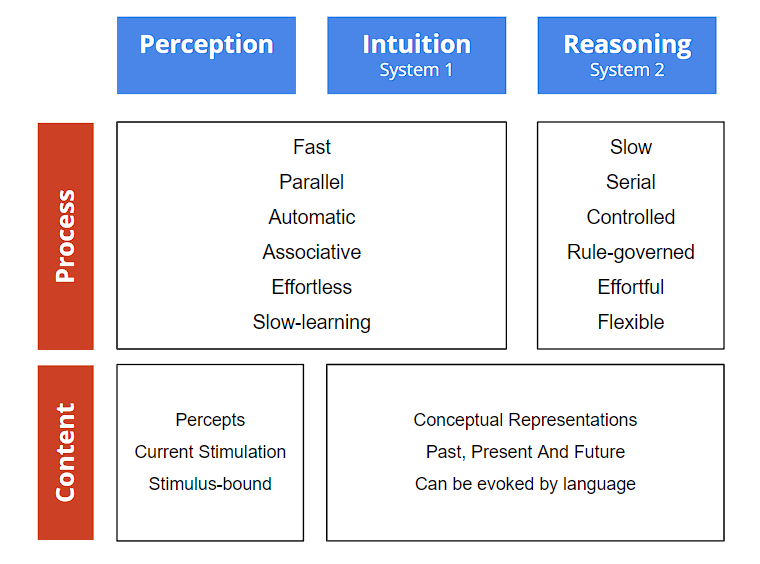 Perception
Intuition
System 1
Reasoning
System 2
Process
Fast
Parallel
Automatic
Associative
Effortless
Slow-learning
Slow
Serial
Controlled
Rule-governed
Effortful
Flexible
Content
Percepts
Current Stimulation
Stimulus-bound
Conceptual Representations
Past, Present And Future
Can be evoked by language